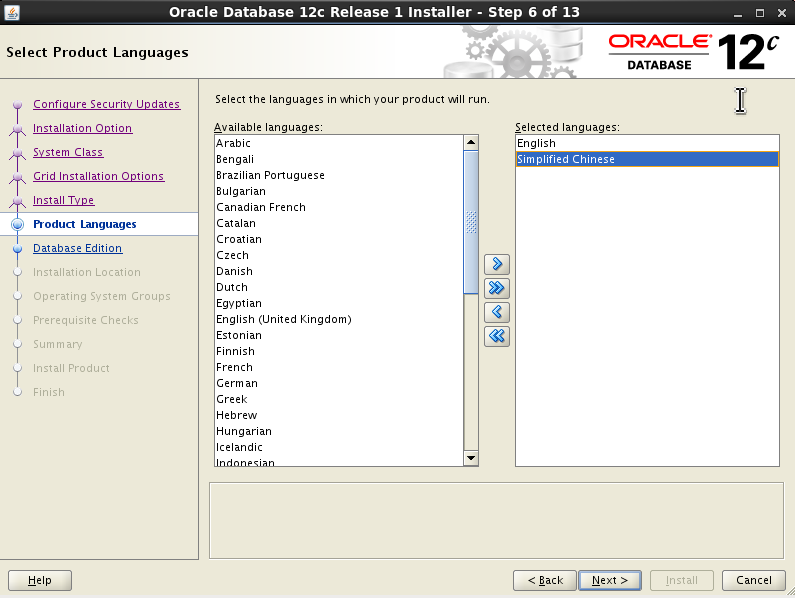 Oracle Database 12c Release 1 Installer - Step 6 of 13
Select Product Languages
ORACLE
DATABASE
12c
Configure Security Updates
Installation Option
System Class
Grid Installation Options
Install Type
Product Languages
Database Edition
Installation Location
Operating System Groups
Prerequisite Checks
Summary
Install Product
Finish
Select the languages in which your product will run.
Available languages:
Arabic
Bengali
Brazilian Portuguese
Bulgarian
Canadian French
Catalan
Croatian
Czech
Danish
Dutch
Egyptian
English (United Kingdom)
Estonian
Finnish
French
German
Greek
Hebrew
Hungarian
Icelandic
Indonesian
Selected languages:
English
Simplified Chinese
Help
< Back
Next >
Install
Cancel